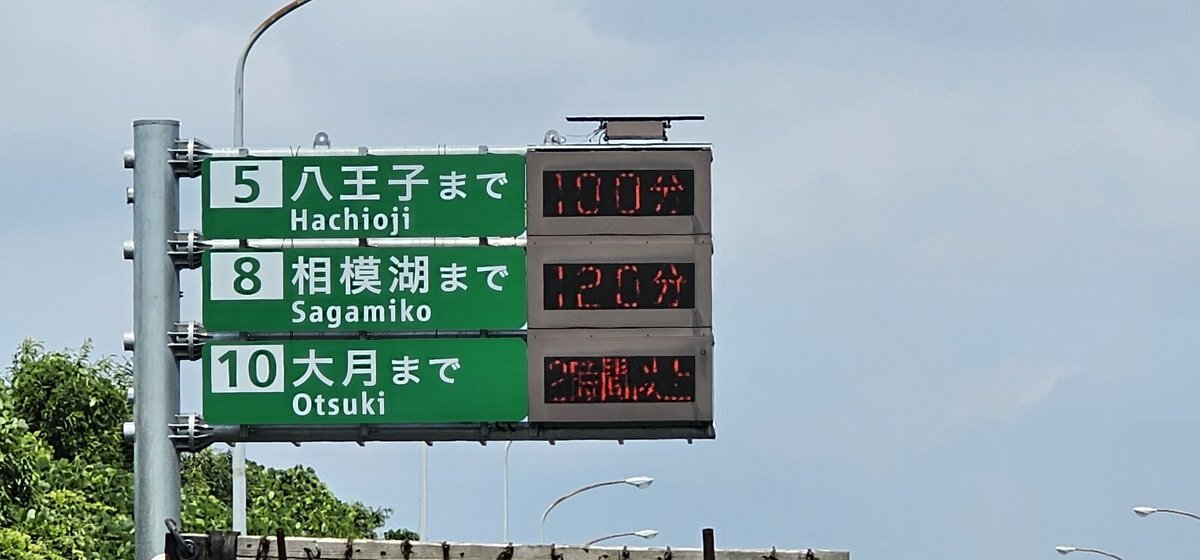 5 八王子まで 100分
Hachioji
8 相模湖まで 120分
Sagamiko
10 大月まで 2時間以上
Otsuki